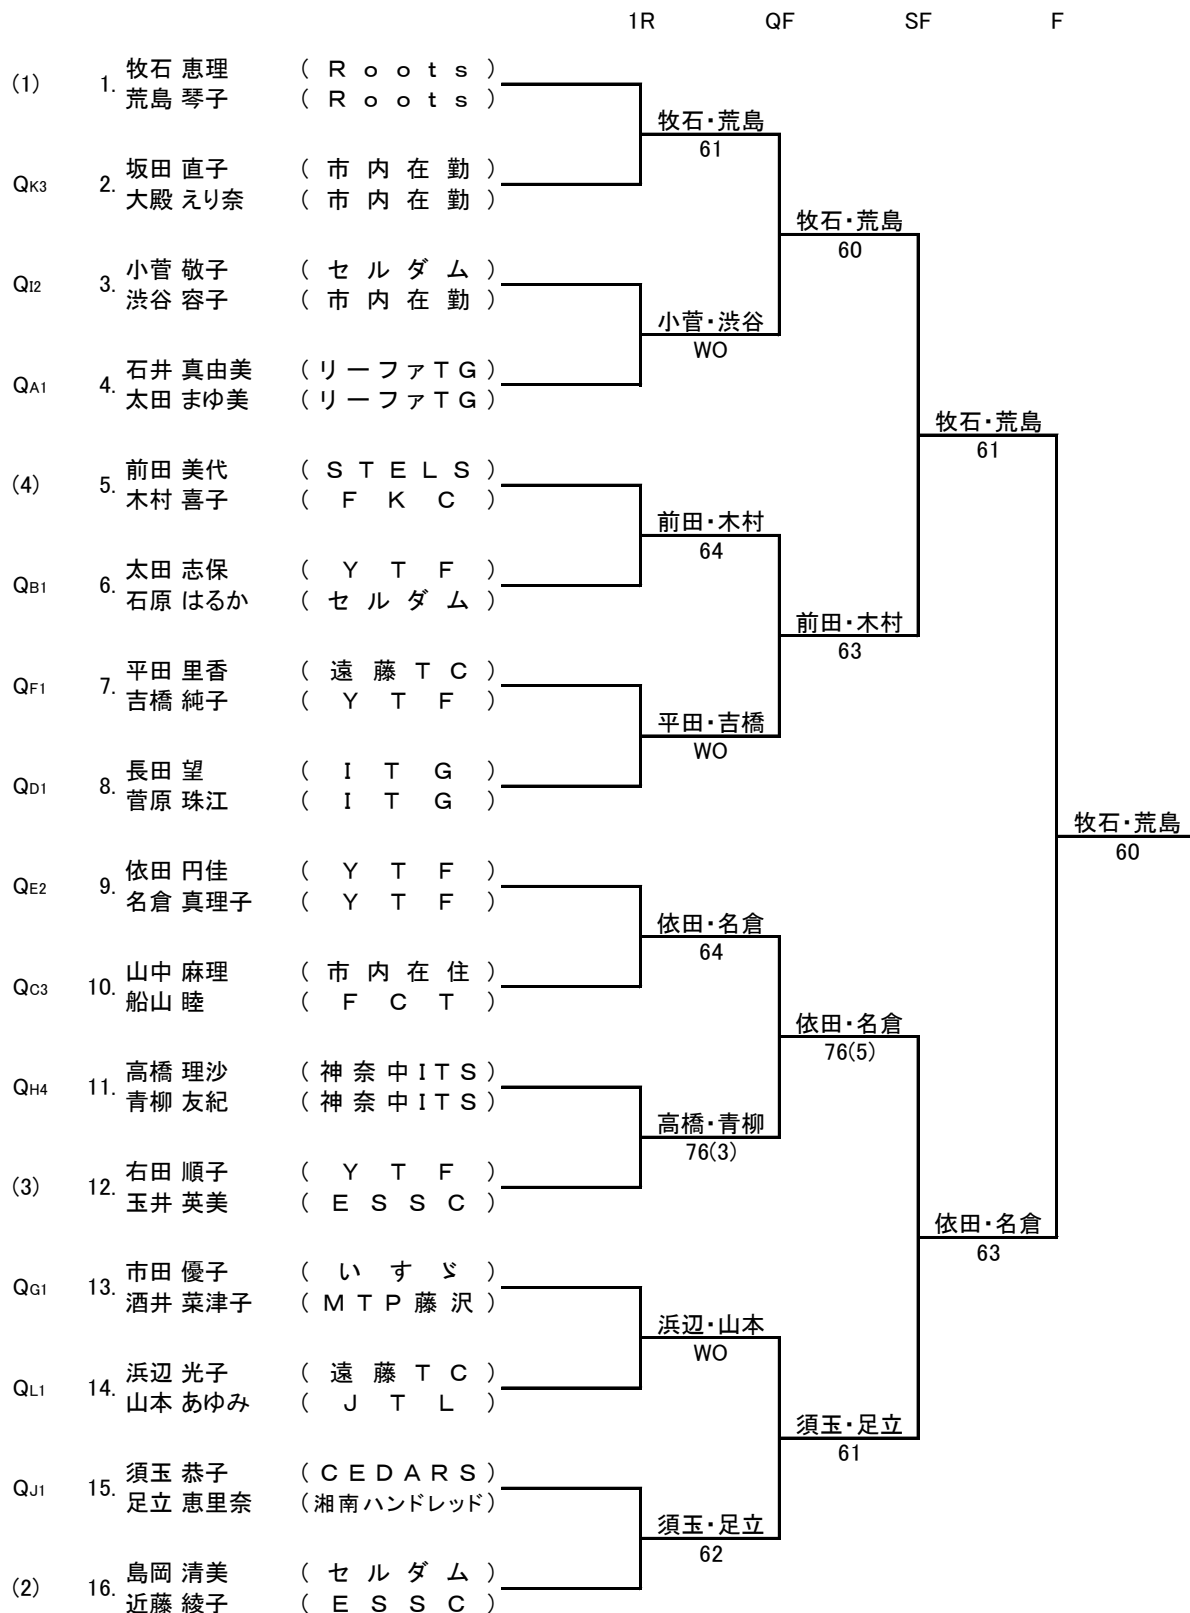 1R QF SF F
(1) 1. 牧石 恵理 ( Roots )
荒島 琴子 ( Roots )
牧石・荒島
61
QK3 2. 坂田 直子 ( 市内在勤 )
大殿 えり奈 ( 市内在勤 )
牧石・荒島
60
QI2 3. 小菅 敬子 ( セルダム )
渋谷 容子 ( 市内在勤 )
小菅・渋谷
WO
QA1 4. 石井 真由美 ( リーファTG )
太田 まゆ美 ( リーファTG )
牧石・荒島
61
(4) 5. 前田 美代 ( STELS )
木村 喜子 ( FKC )
前田・木村
64
QB1 6. 太田 志保 ( YTF )
石原 はるか ( セルダム )
前田・木村
63
QF1 7. 平田 里香 ( 遠藤TC )
吉橋 純子 ( YTF )
平田・吉橋
WO
QD1 8. 長田 望 ( ITG )
菅原 珠江 ( ITG )
牧石・荒島
60
QE2 9. 依田 円佳 ( YTF )
名倉 真理子 ( YTF )
依田・名倉
64
QC3 10. 山中 麻理 ( 市内在住 )
船山 睦 ( FCT )
依田・名倉
76(5)
QH4 11. 高橋 理沙 ( 神奈中ITS )
青柳 友紀 ( 神奈中ITS )
高橋・青柳
76(3)
(3) 12. 右田 順子 ( YTF )
玉井 英美 ( ESSC )
依田・名倉
63
QG1 13. 市田 優子 ( いすゞ )
酒井 菜津子 ( MTP藤沢 )
浜辺・山本
WO
QL1 14. 浜辺 光子 ( 遠藤TC )
山本 あゆみ ( JTL )
須玉・足立
61
QJ1 15. 須玉 恭子 ( CEDARS )
足立 恵里奈 ( 湘南ハンドレッド )
須玉・足立
62
(2) 16. 島岡 清美 ( セルダム )
近藤 綾子 ( ESSC )